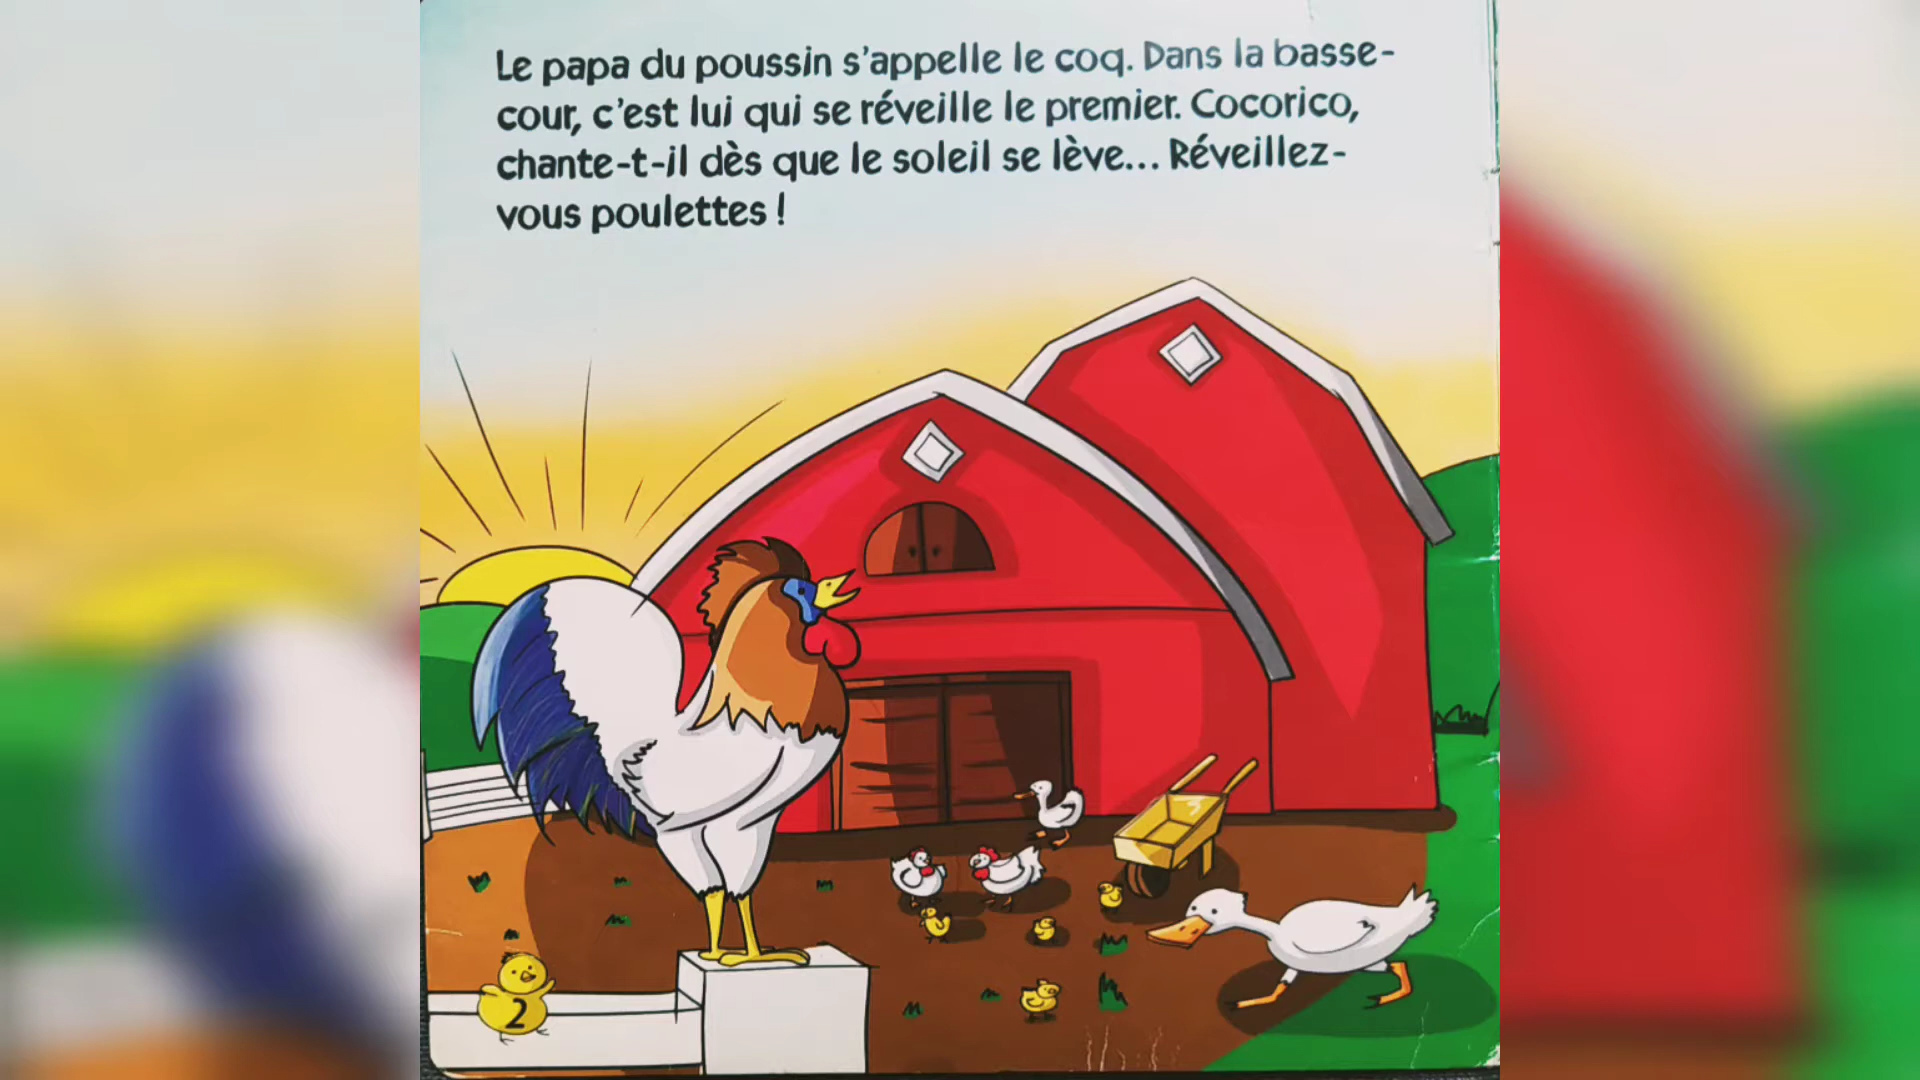 Le papa du poussin s'appelle le coq. Dans la basse-
cour, c'est lui qui se réveille le premier. Cocorico,
chante-t-il dès que le soleil se lève... Réveillez-
vous poulettes !
2